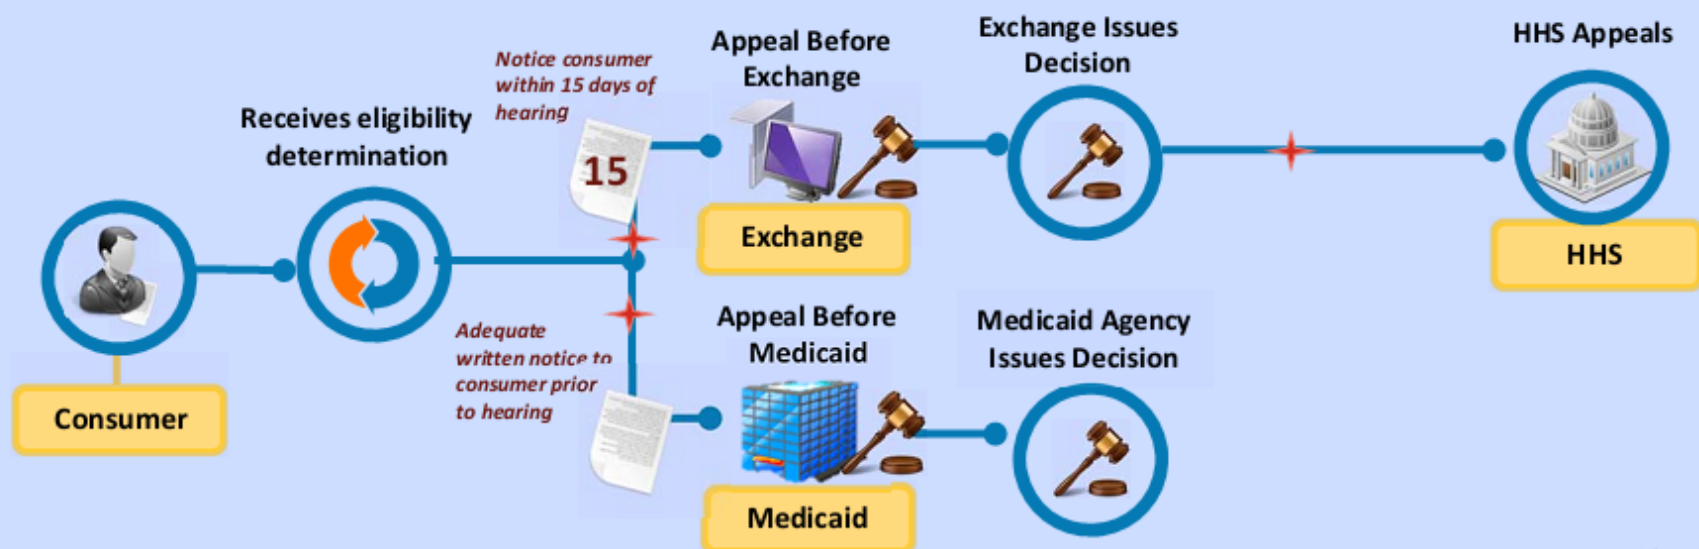 Consumer
Receives eligibility
determination
Notice consumer
within 15 days of
hearing
15
Appeal Before
Exchange
Exchange
Exchange Issues
Decision
HHS Appeals
HHS
Adequate
written notice to
consumer prior
to hearing
Appeal Before
Medicaid
Medicaid
Medicaid Agency
Issues Decision